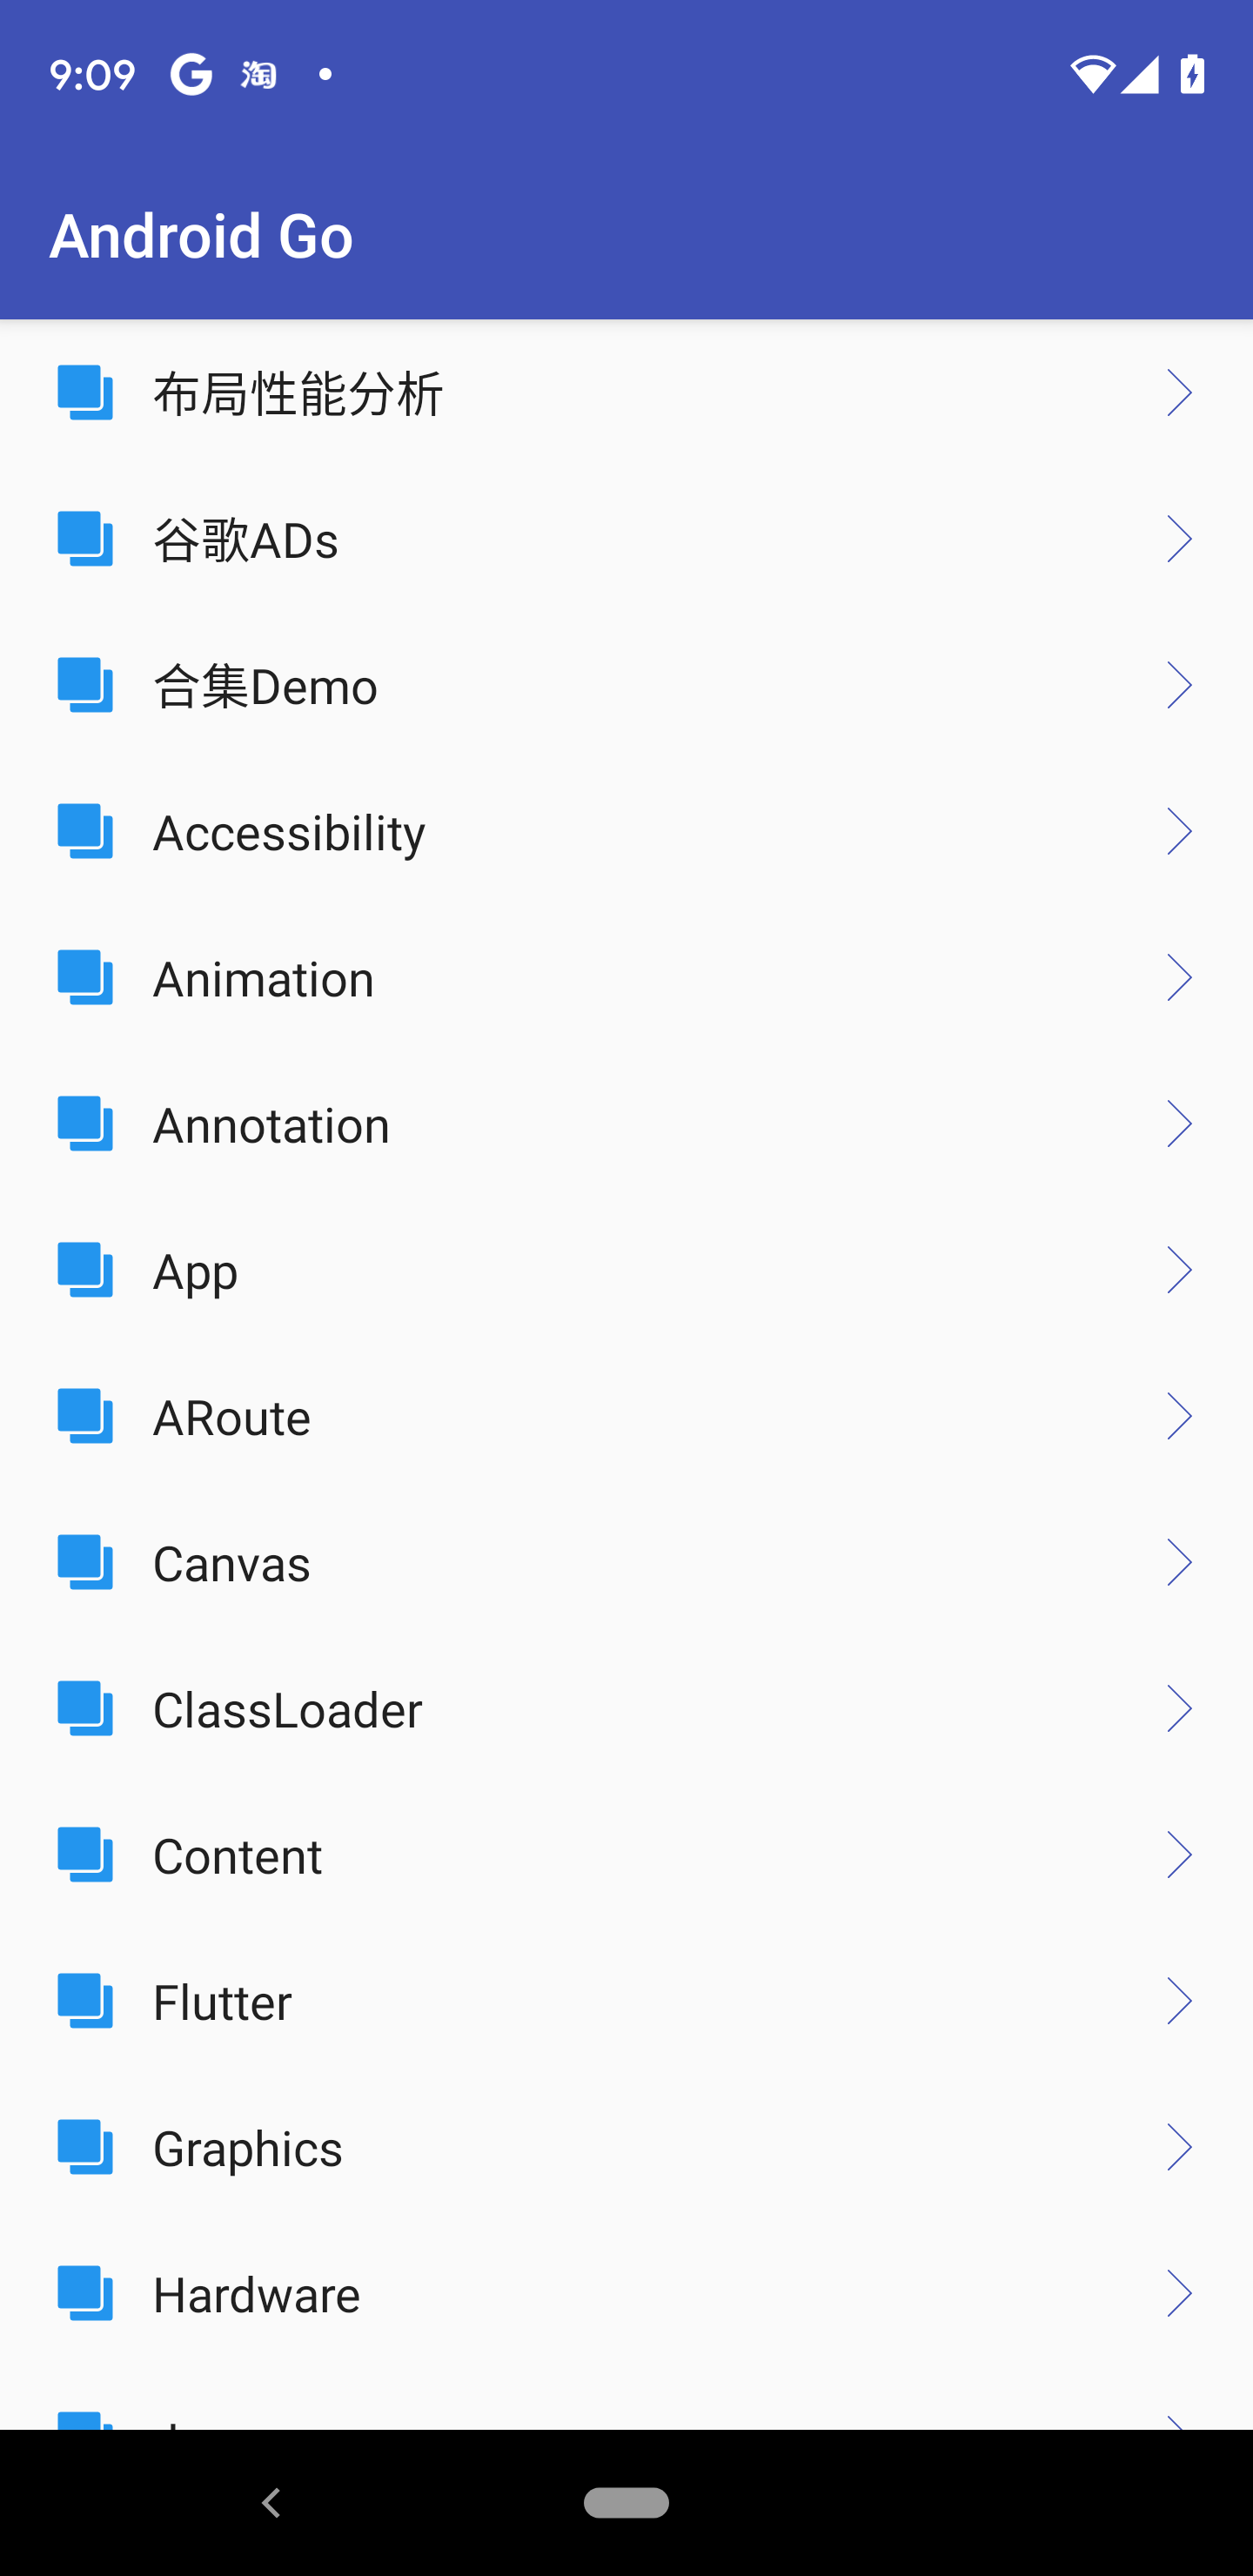 9:09 G 淘
Android Go
布局性能分析
谷歌ADs
合集Demo
Accessibility
Animation
Annotation
App
ARoute
Canvas
ClassLoader
Content
Flutter
Graphics
Hardware